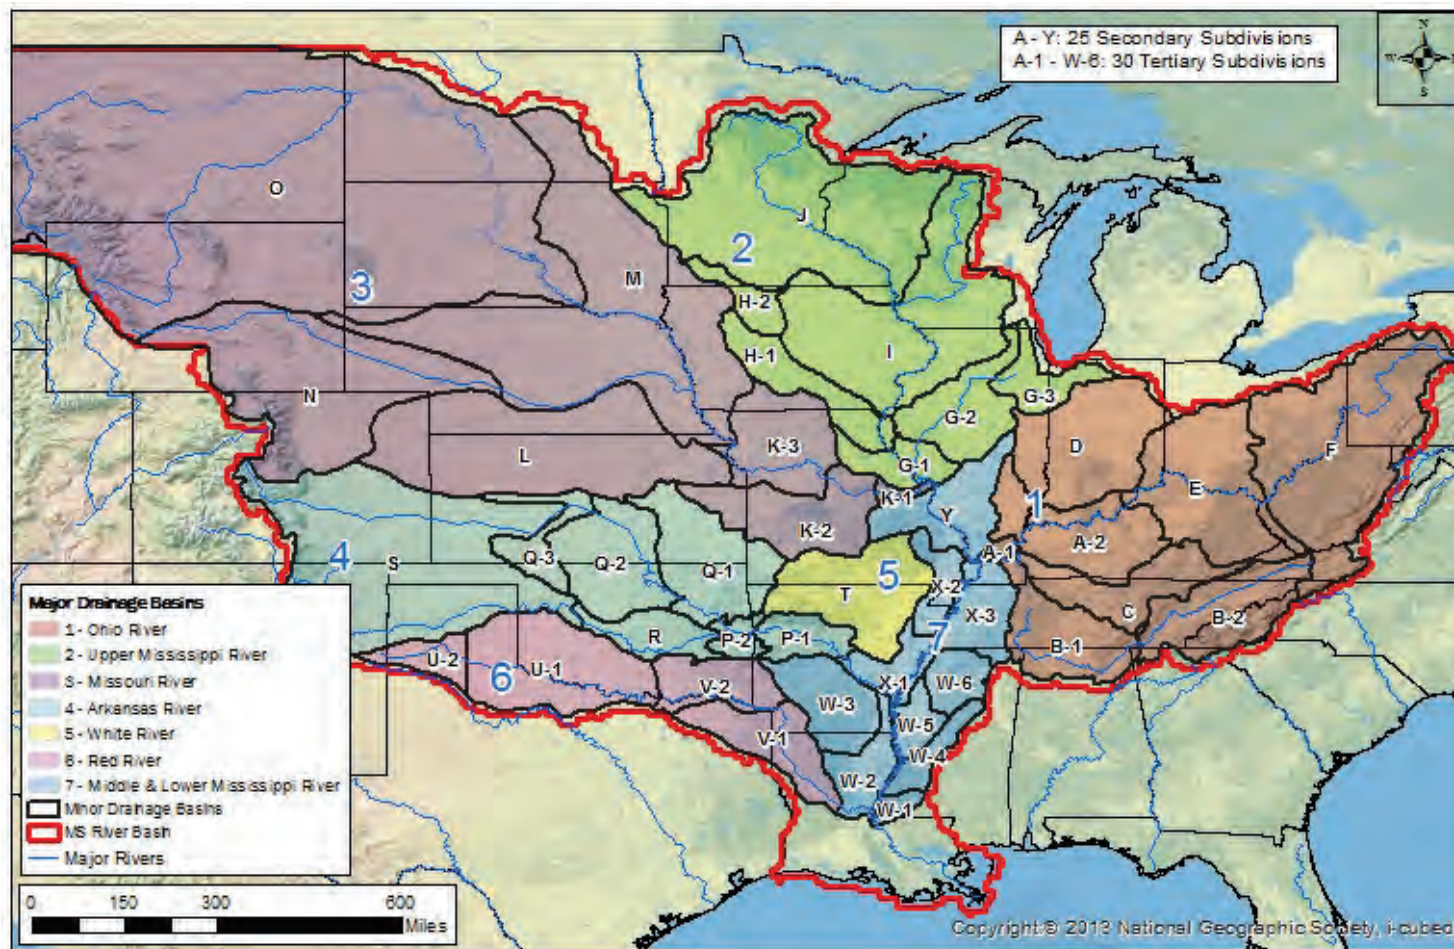 A - Y: 25 Secondary Subdivisions
A-1 - W-6: 30 Tertiary Subdivisions
N
W
S
O
J
2
M
3
H-2
H-1
I
N
G-2
G-3
L
K-3
D
F
G-1
E
K-1
1
Y
K-2
A-1
A-2
4
S
Q-3
Q-2
Q-1
5
T
X-2
X-3
C
B-2
R
P-2
P-1
7
B-1
U-2
U-1
6
V-2
X-1
W-6
W-3
W-5
V-1
W-4
W-2
W-1
Major Drainage Basins
1 - Ohio River
2 - Upper Mississippi River
3 - Missouri River
4 - Arkansas River
5 - White River
6 - Red River
7 - Middle & Lower Mississippi River
Minor Drainage Basins
MS River Basin
Major Rivers
0 150 300 600
Miles
Copyright:© 2013 National Geographic Society, i-cubed